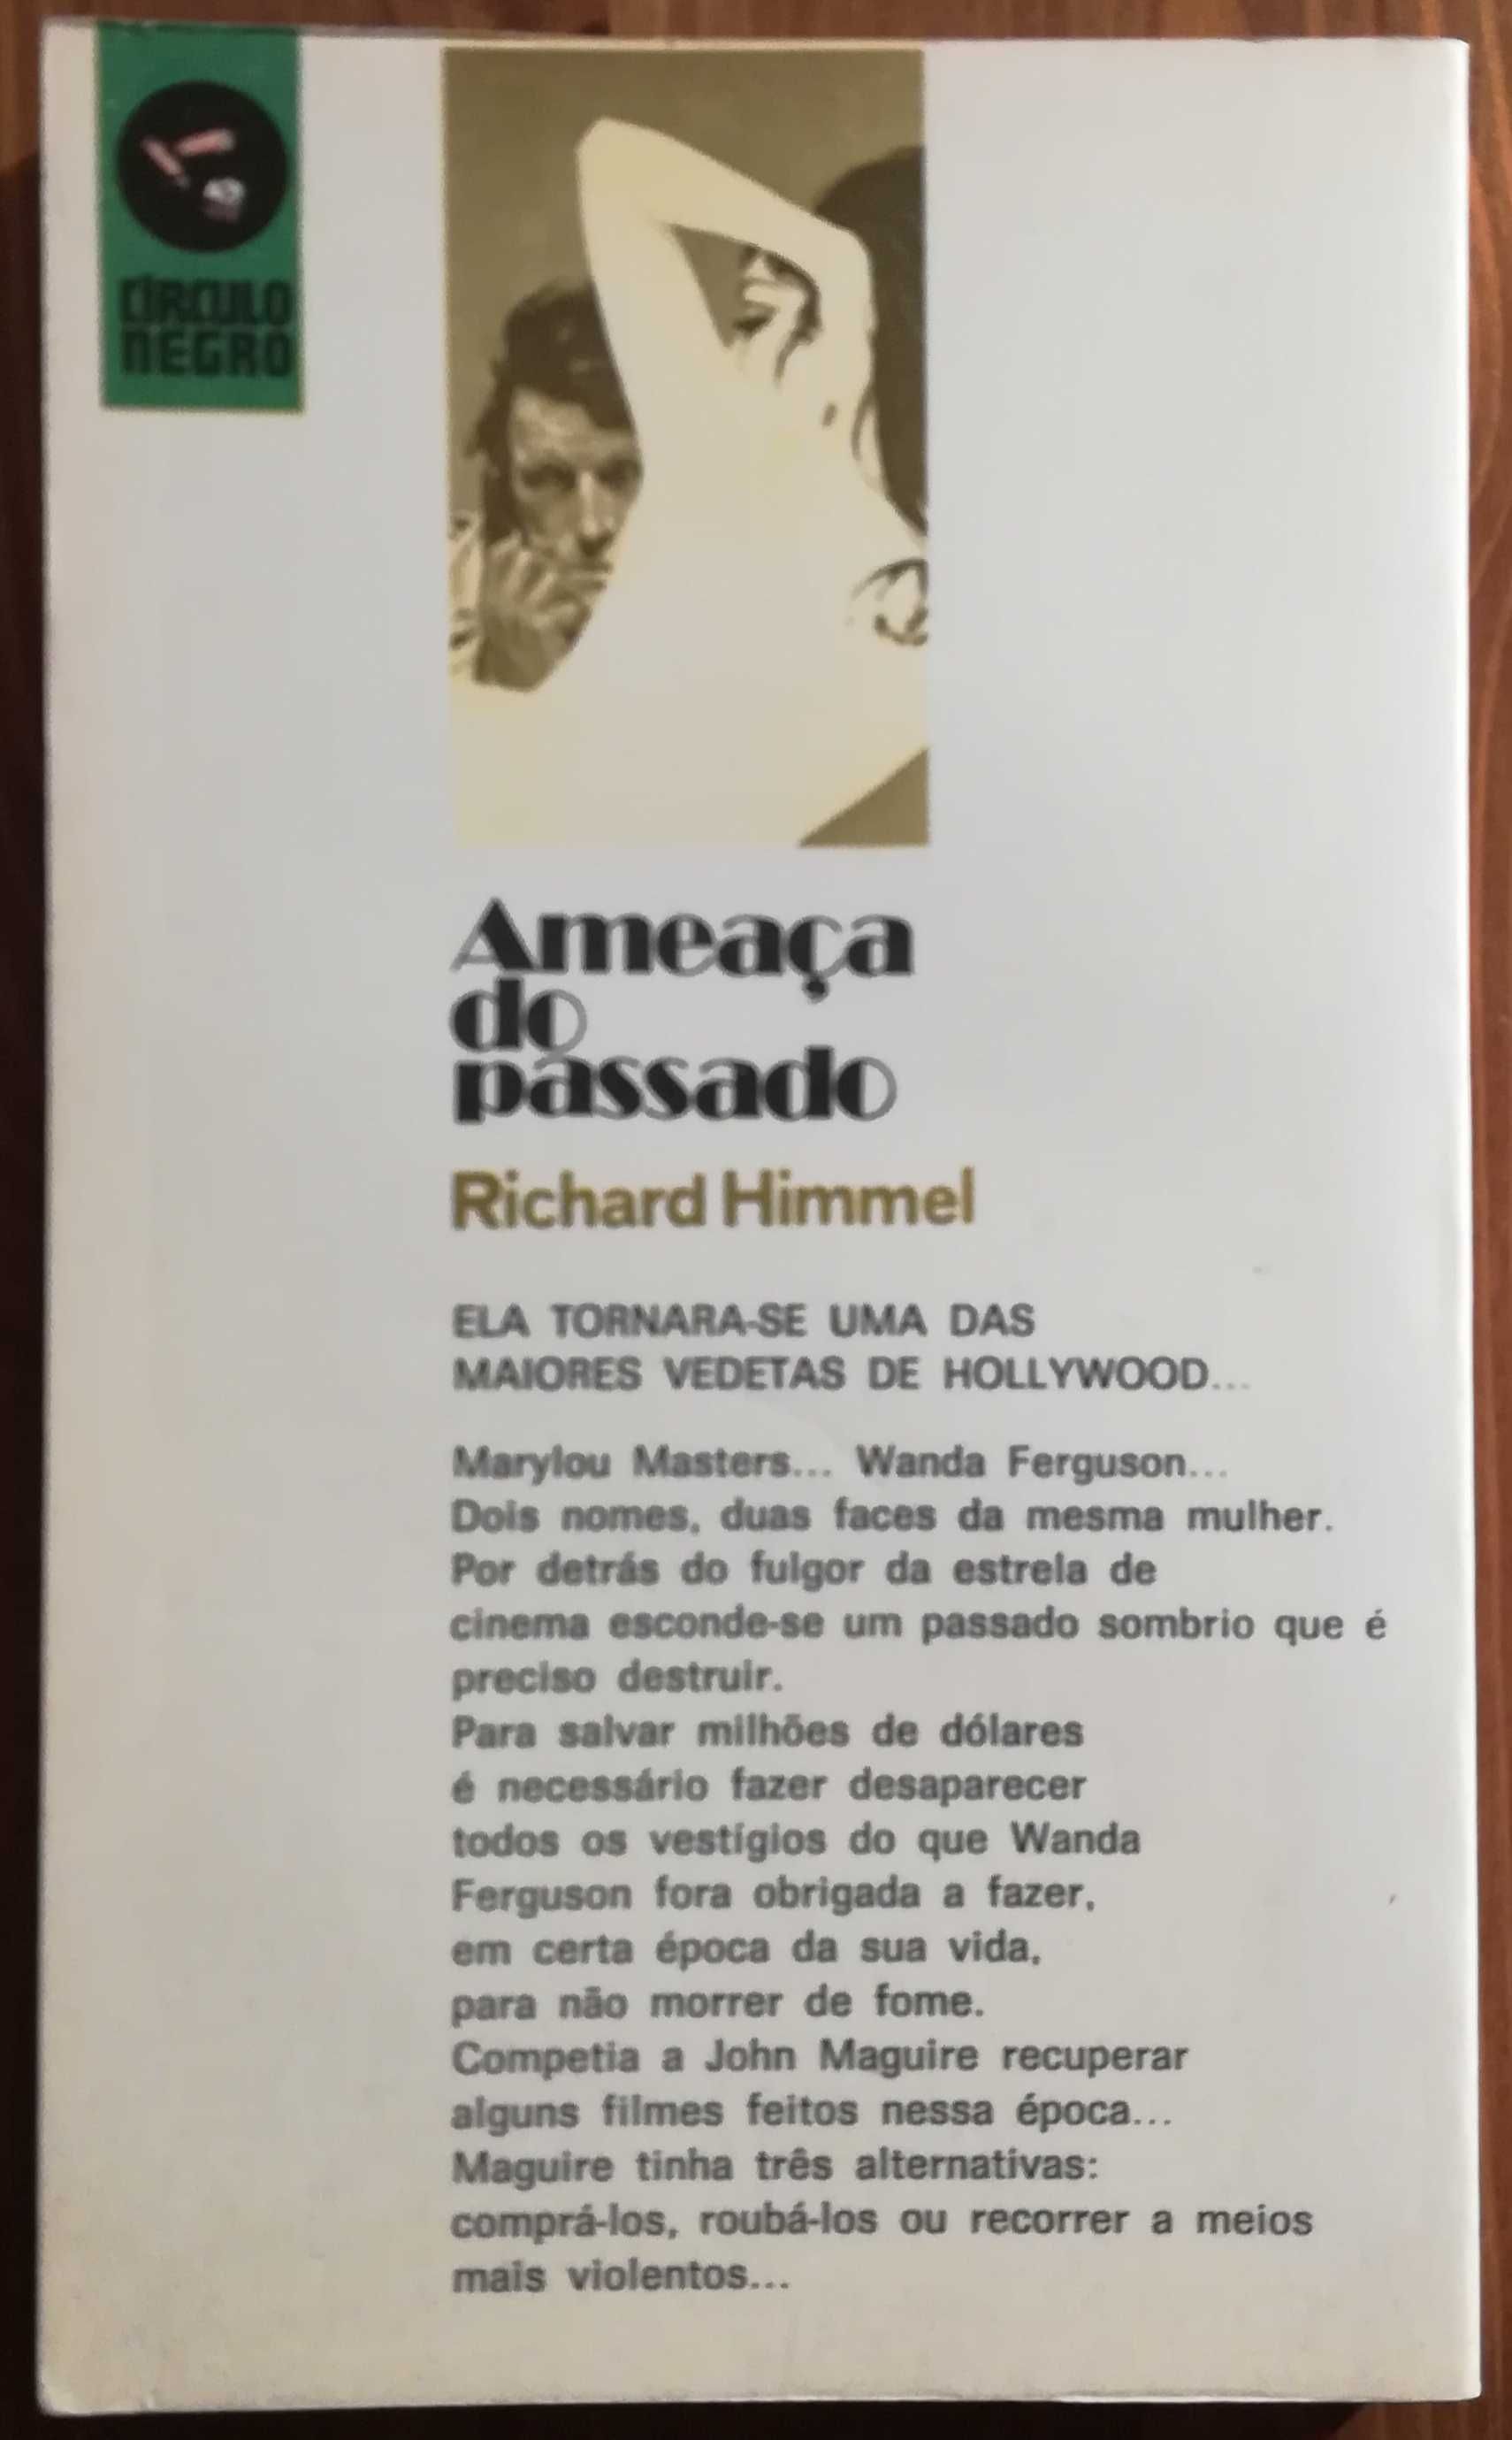 CÍRCULO
NEGRO
Ameaça
do
passado
Richard Himmel
ELA TORNARA-SE UMA DAS
MAIORES VEDETAS DE HOLLYWOOD...
Marylou Masters... Wanda Ferguson...
Dois nomes, duas faces da mesma mulher.
Por detrás do fulgor da estrela de
cinema esconde-se um passado sombrio que é
preciso destruir.
Para salvar milhões de dólares
é necessário fazer desaparecer
todos os vestígios do que Wanda
Ferguson fora obrigada a fazer,
em certa época da sua vida,
para não morrer de fome.
Competia a John Maguire recuperar
alguns filmes feitos nessa época...
Maguire tinha três alternativas:
comprá-los, roubá-los ou recorrer a meios
mais violentos...